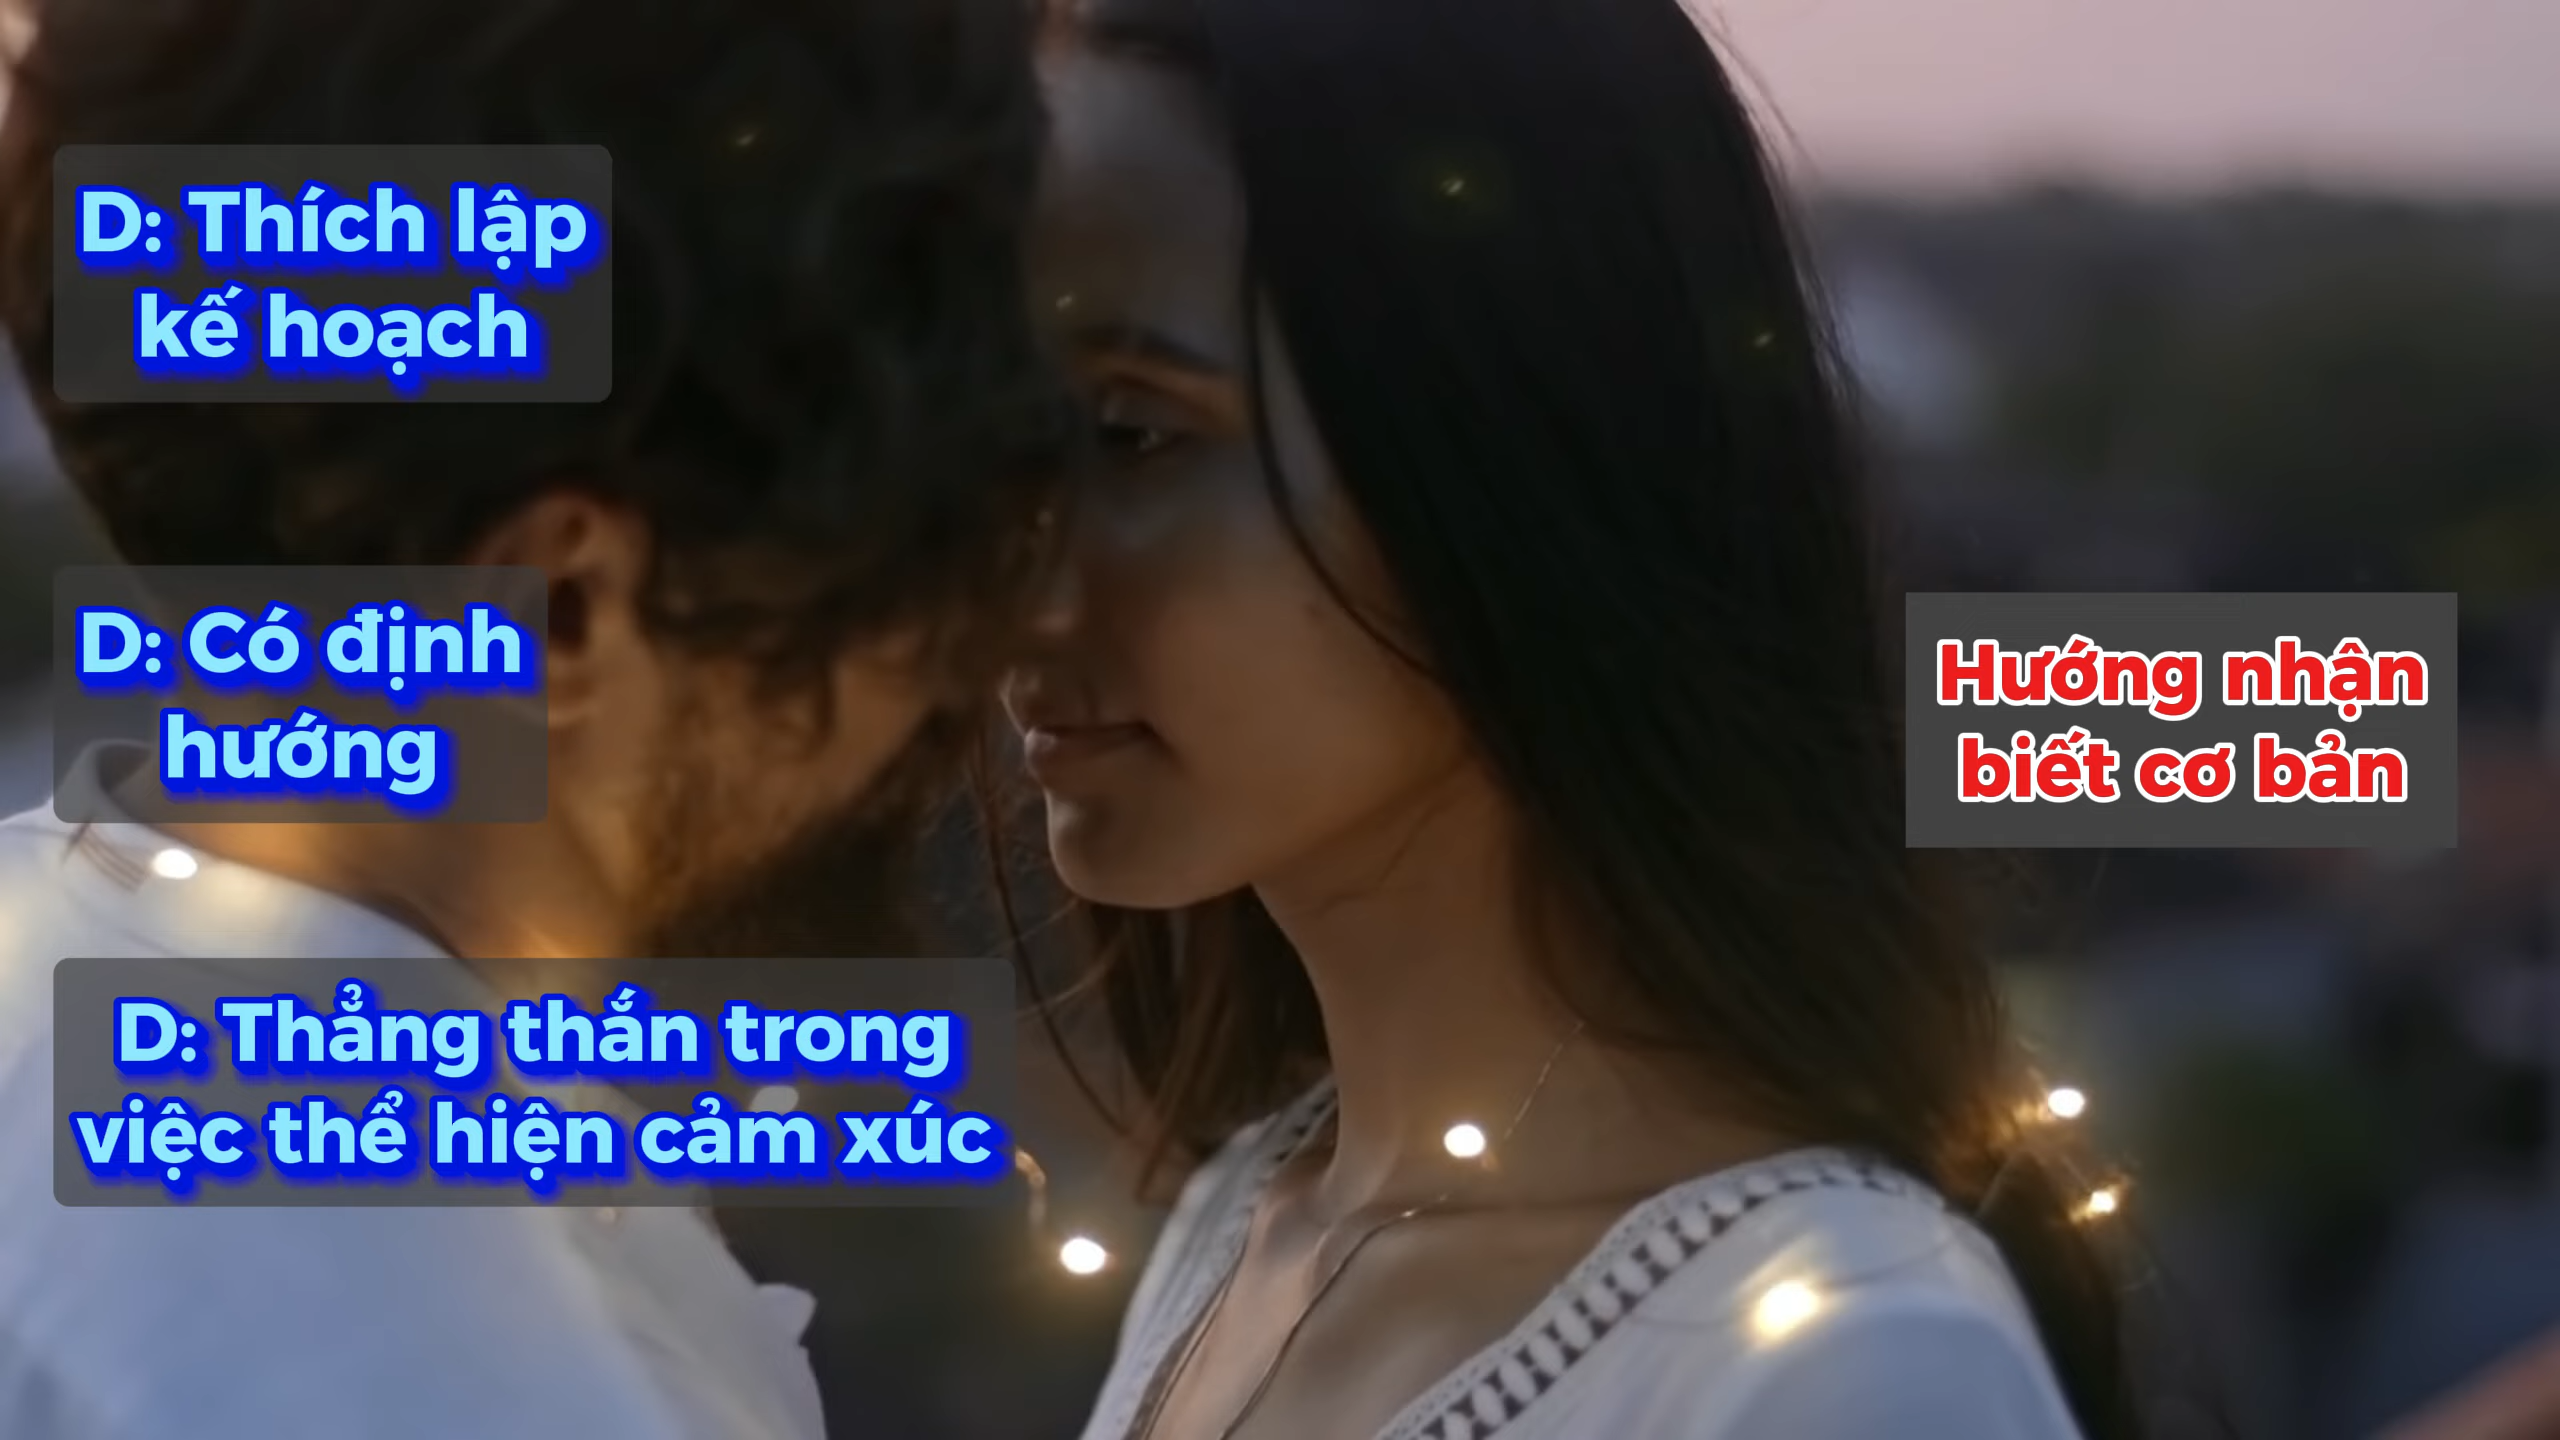 D: Thích lập
kế hoạch
D: Có định
hướng
D: Thẳng thắn trong
việc thể hiện cảm xúc
Hướng nhận
biết cơ bản